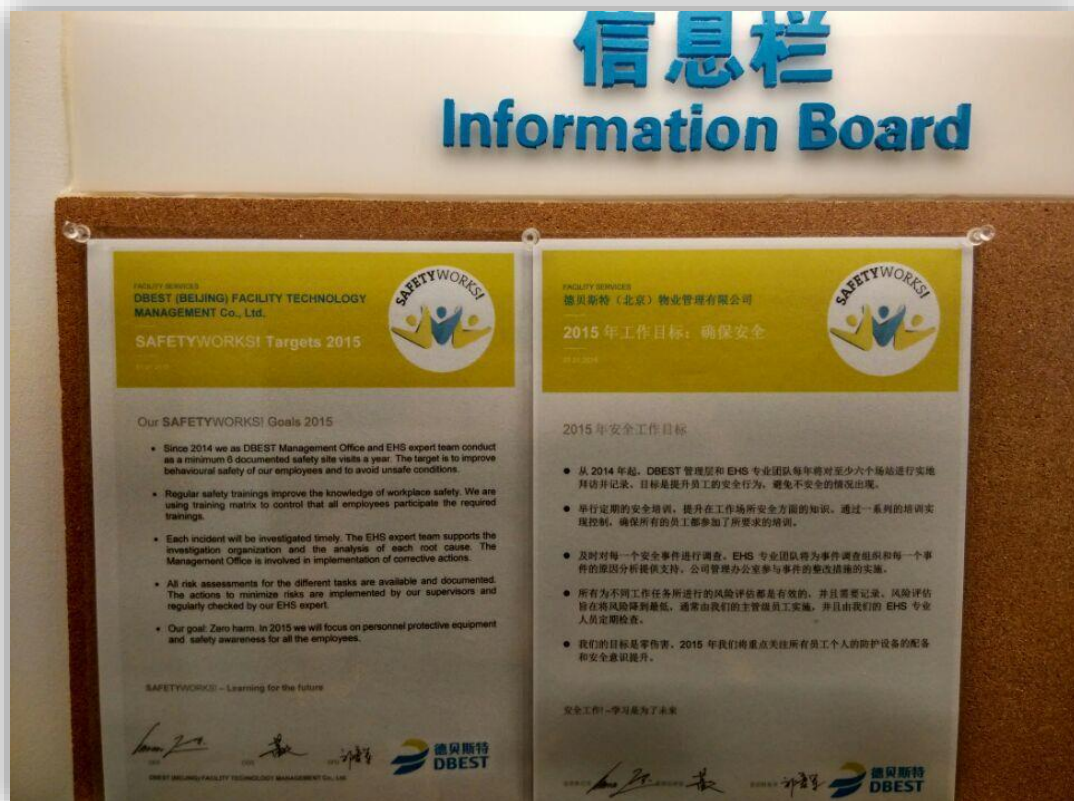 信息栏
Information Board
FACILITY SERVICES
DBEST (BEIJING) FACILITY TECHNOLOGY
MANAGEMENT Co., Ltd.
SAFETYWORKS! Targets 2015
SAFETYWORKS!
Our SAFETYWORKS! Goals 2015
• Since 2014 we as DBEST Management Office and EHS expert team conduct
as a minimum 6 documented safety site visits a year. The target is to improve
behavioural safety of our employees and to avoid unsafe conditions.
• Regular safety trainings improve the knowledge of workplace safety. We are
using training matrix to control that all employees participate the required
trainings.
• Each incident will be investigated timely. The EHS expert team supports the
investigation organization and the analysis of each root cause. The
Management Office is involved in implementation of corrective actions.
• All risk assessments for the different tasks are available and documented.
The actions to minimize risks are implemented by our supervisors and
regularly checked by our EHS expert.
• Our goal: Zero harm. In 2015 we will focus on personnel protective equipment
and safety awareness for all the employees.
SAFETYWORKS! – Learning for the future
德贝斯特
DBEST
DBEST (BEIJING) FACILITY TECHNOLOGY MANAGEMENT Co., Ltd
FACILITY SERVICES
德贝斯特（北京）物业管理有限公司
2015 年工作目标：确保安全
SAFETYWORKS!
2015 年安全工作目标
● 从 2014 年起，DBEST 管理层和 EHS 专业团队每年将对至少六个场站进行实地
拜访并记录。目标是提升员工的安全行为，避免不安全的情况出现。
● 举行定期的安全培训，提升在工作场所安全方面的知识。通过一系列的培训实
现控制，确保所有的员工都参加了所要求的培训。
● 及时对每一个安全事件进行调查。EHS 专业团队将为事件调查组织和每一个事
件的原因分析提供支持。公司管理办公室参与事件的整改措施的实施。
● 所有为不同工作任务所进行的风险评估都是有效的，并且需要记录。风险评估
旨在将风险降到最低，通常由我们的主管级员工实施，并且由我们的 EHS 专业
人员定期检查。
● 我们的目标是零伤害。2015 年我们将重点关注所有员工个人的防护设备的配备
和安全意识提升。
安全工作!–学习是为了未来
德贝斯特
DBEST